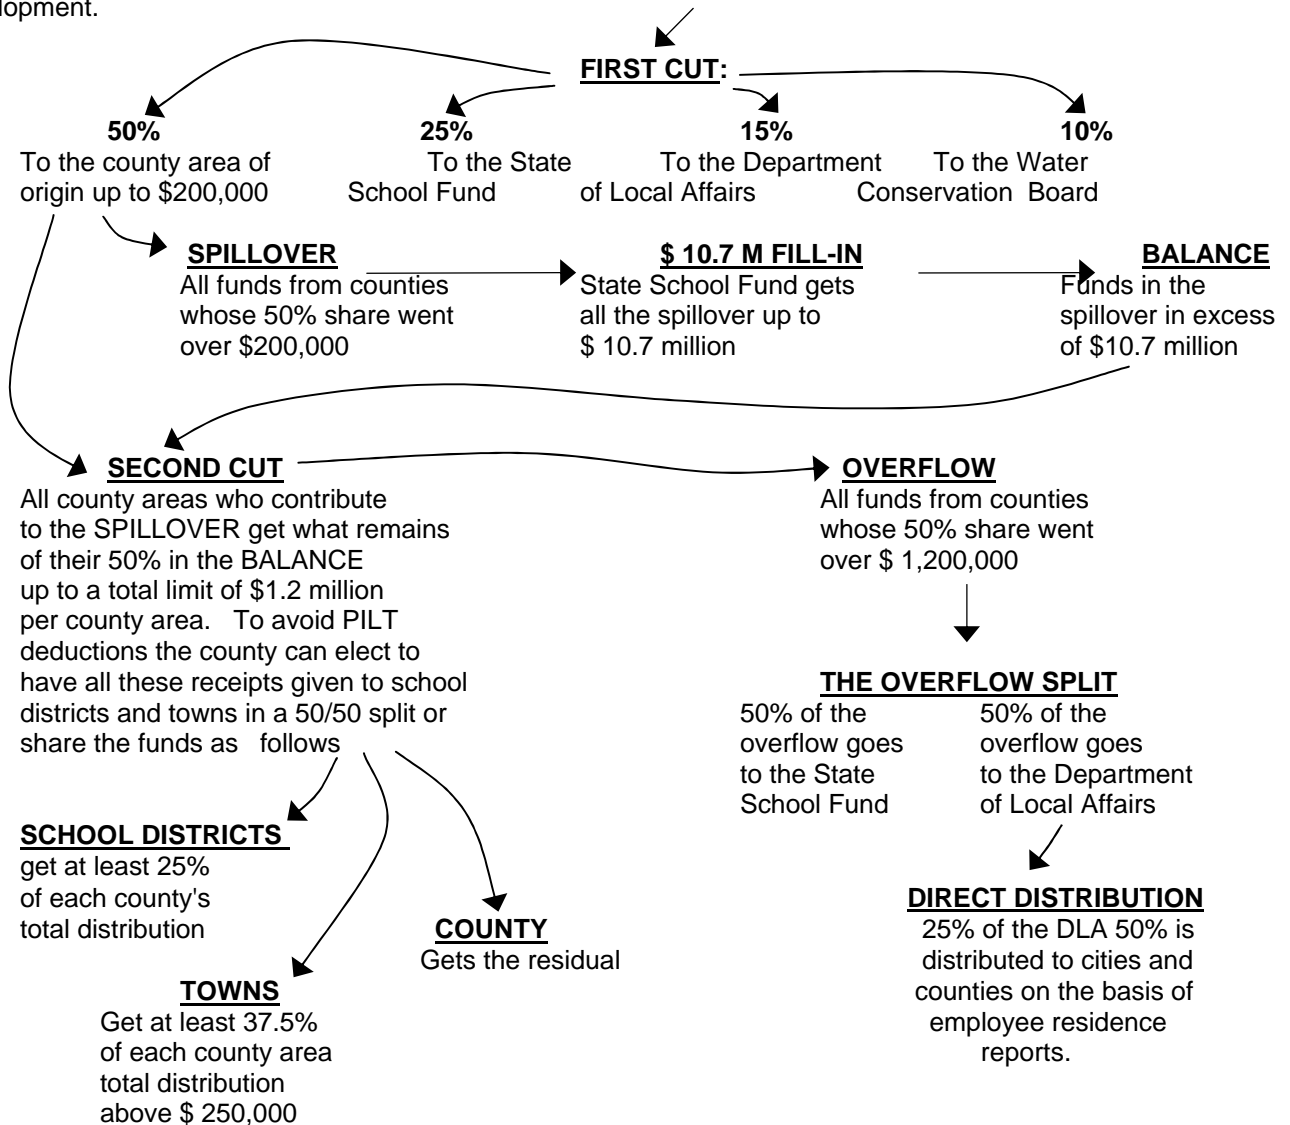 lopment.
FIRST CUT:
50%
To the county area of
origin up to $200,000
25%
To the State
School Fund
15%
To the Department
of Local Affairs
10%
To the Water
Conservation Board
SPILLOVER
All funds from counties
whose 50% share went
over $200,000
$ 10.7 M FILL-IN
State School Fund gets
all the spillover up to
$ 10.7 million
BALANCE
Funds in the
spillover in excess
of $10.7 million
SECOND CUT
All county areas who contribute
to the SPILLOVER get what remains
of their 50% in the BALANCE
up to a total limit of $1.2 million
per county area. To avoid PILT
deductions the county can elect to
have all these receipts given to school
districts and towns in a 50/50 split or
share the funds as follows
OVERFLOW
All funds from counties
whose 50% share went
over $ 1,200,000
THE OVERFLOW SPLIT
50% of the
overflow goes
to the State
School Fund
50% of the
overflow goes
to the Department
of Local Affairs
SCHOOL DISTRICTS
get at least 25%
of each county's
total distribution
COUNTY
Gets the residual
TOWNS
Get at least 37.5%
of each county area
total distribution
above $ 250,000
DIRECT DISTRIBUTION
25% of the DLA 50% is
distributed to cities and
counties on the basis of
employee residence
reports.